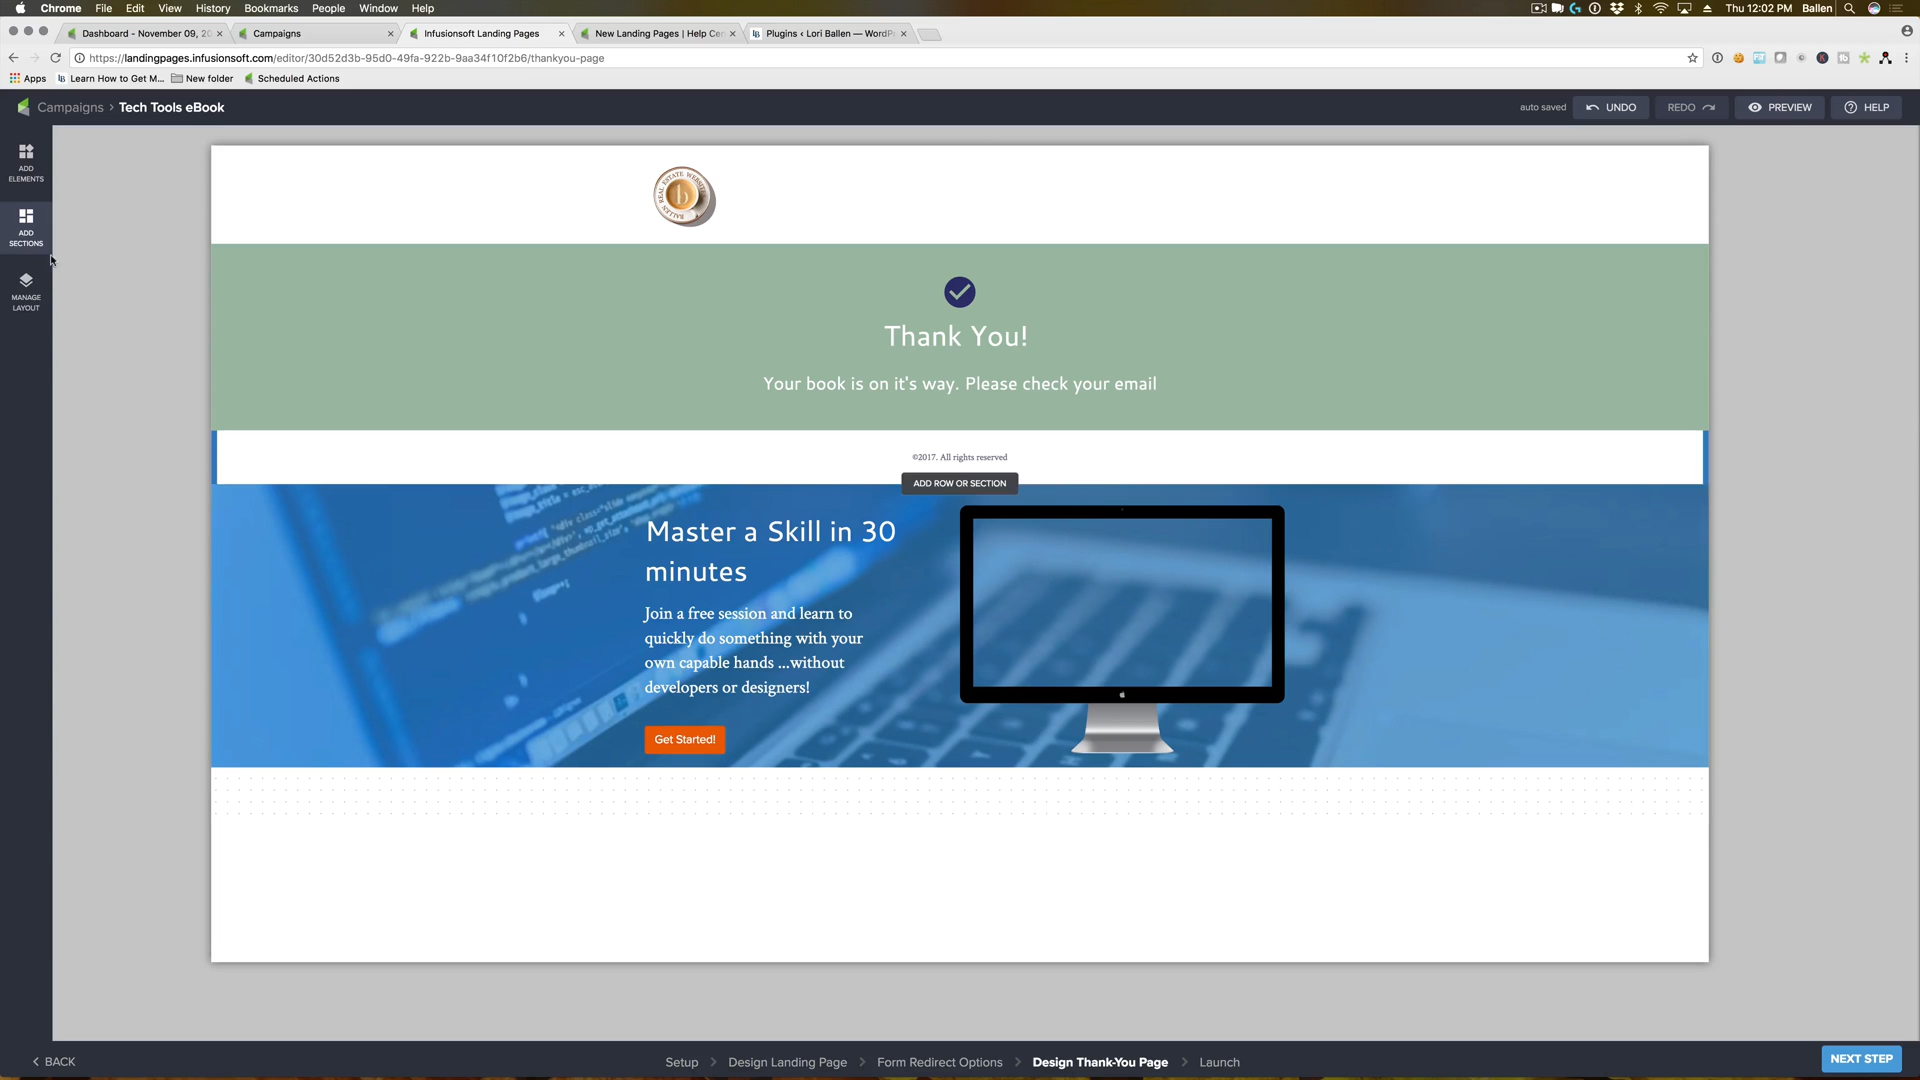 Chrome File Edit View History Bookmarks People Window Help
Thu 12:02 PM Ballen
Dashboard - November 09, 20
Campaigns
Infusionsoft Landing Pages
New Landing Pages | Help Cen
Plugins ‹ Lori Ballen — WordP
https://landingpages.infusionsoft.com/editor/30d52d3b-95d0-49fa-922b-9aa34f10f2b6/thankyou-page
Apps
Learn How to Get M...
New folder
Scheduled Actions
Campaigns > Tech Tools eBook
auto saved
UNDO
REDO
PREVIEW
HELP
ADD
ELEMENTS
ADD
SECTIONS
MANAGE
LAYOUT
BALLEN REAL ESTATE WEBSITES
b
Thank You!
Your book is on it's way. Please check your email
©2017. All rights reserved
ADD ROW OR SECTION
Master a Skill in 30
minutes
Join a free session and learn to
quickly do something with your
own capable hands ...without
developers or designers!
Get Started!
BACK
Setup > Design Landing Page > Form Redirect Options > Design Thank-You Page > Launch
NEXT STEP